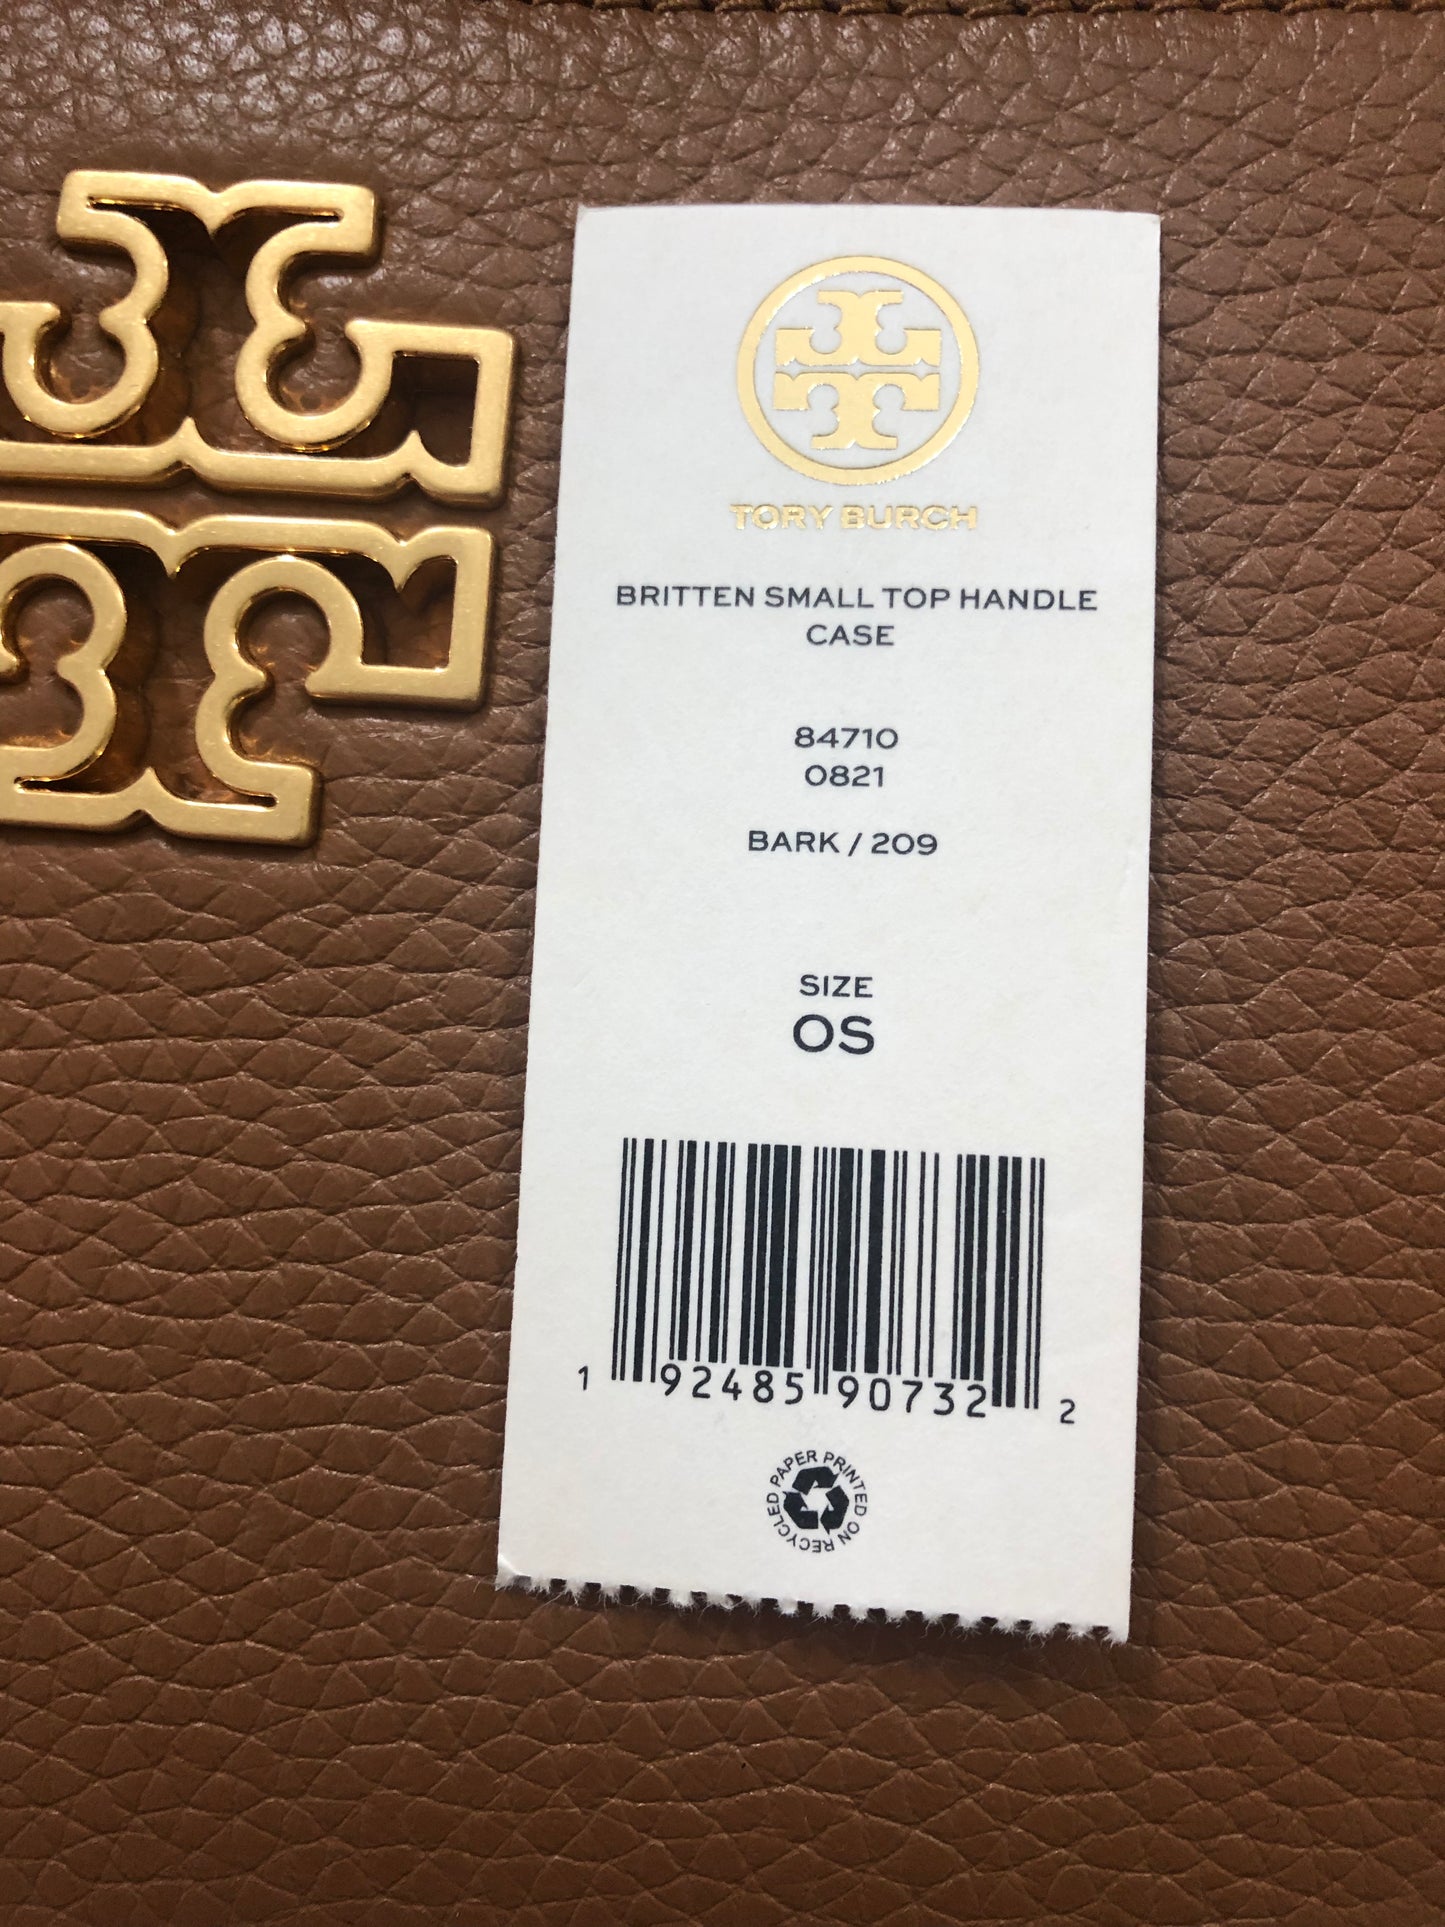 TORY BURCH
BRITTEN SMALL TOP HANDLE
CASE
84710
0821
BARK / 209
SIZE
OS
1 92485 90732 2
RECYCLED PAPER PRINTED ON RECYCLED